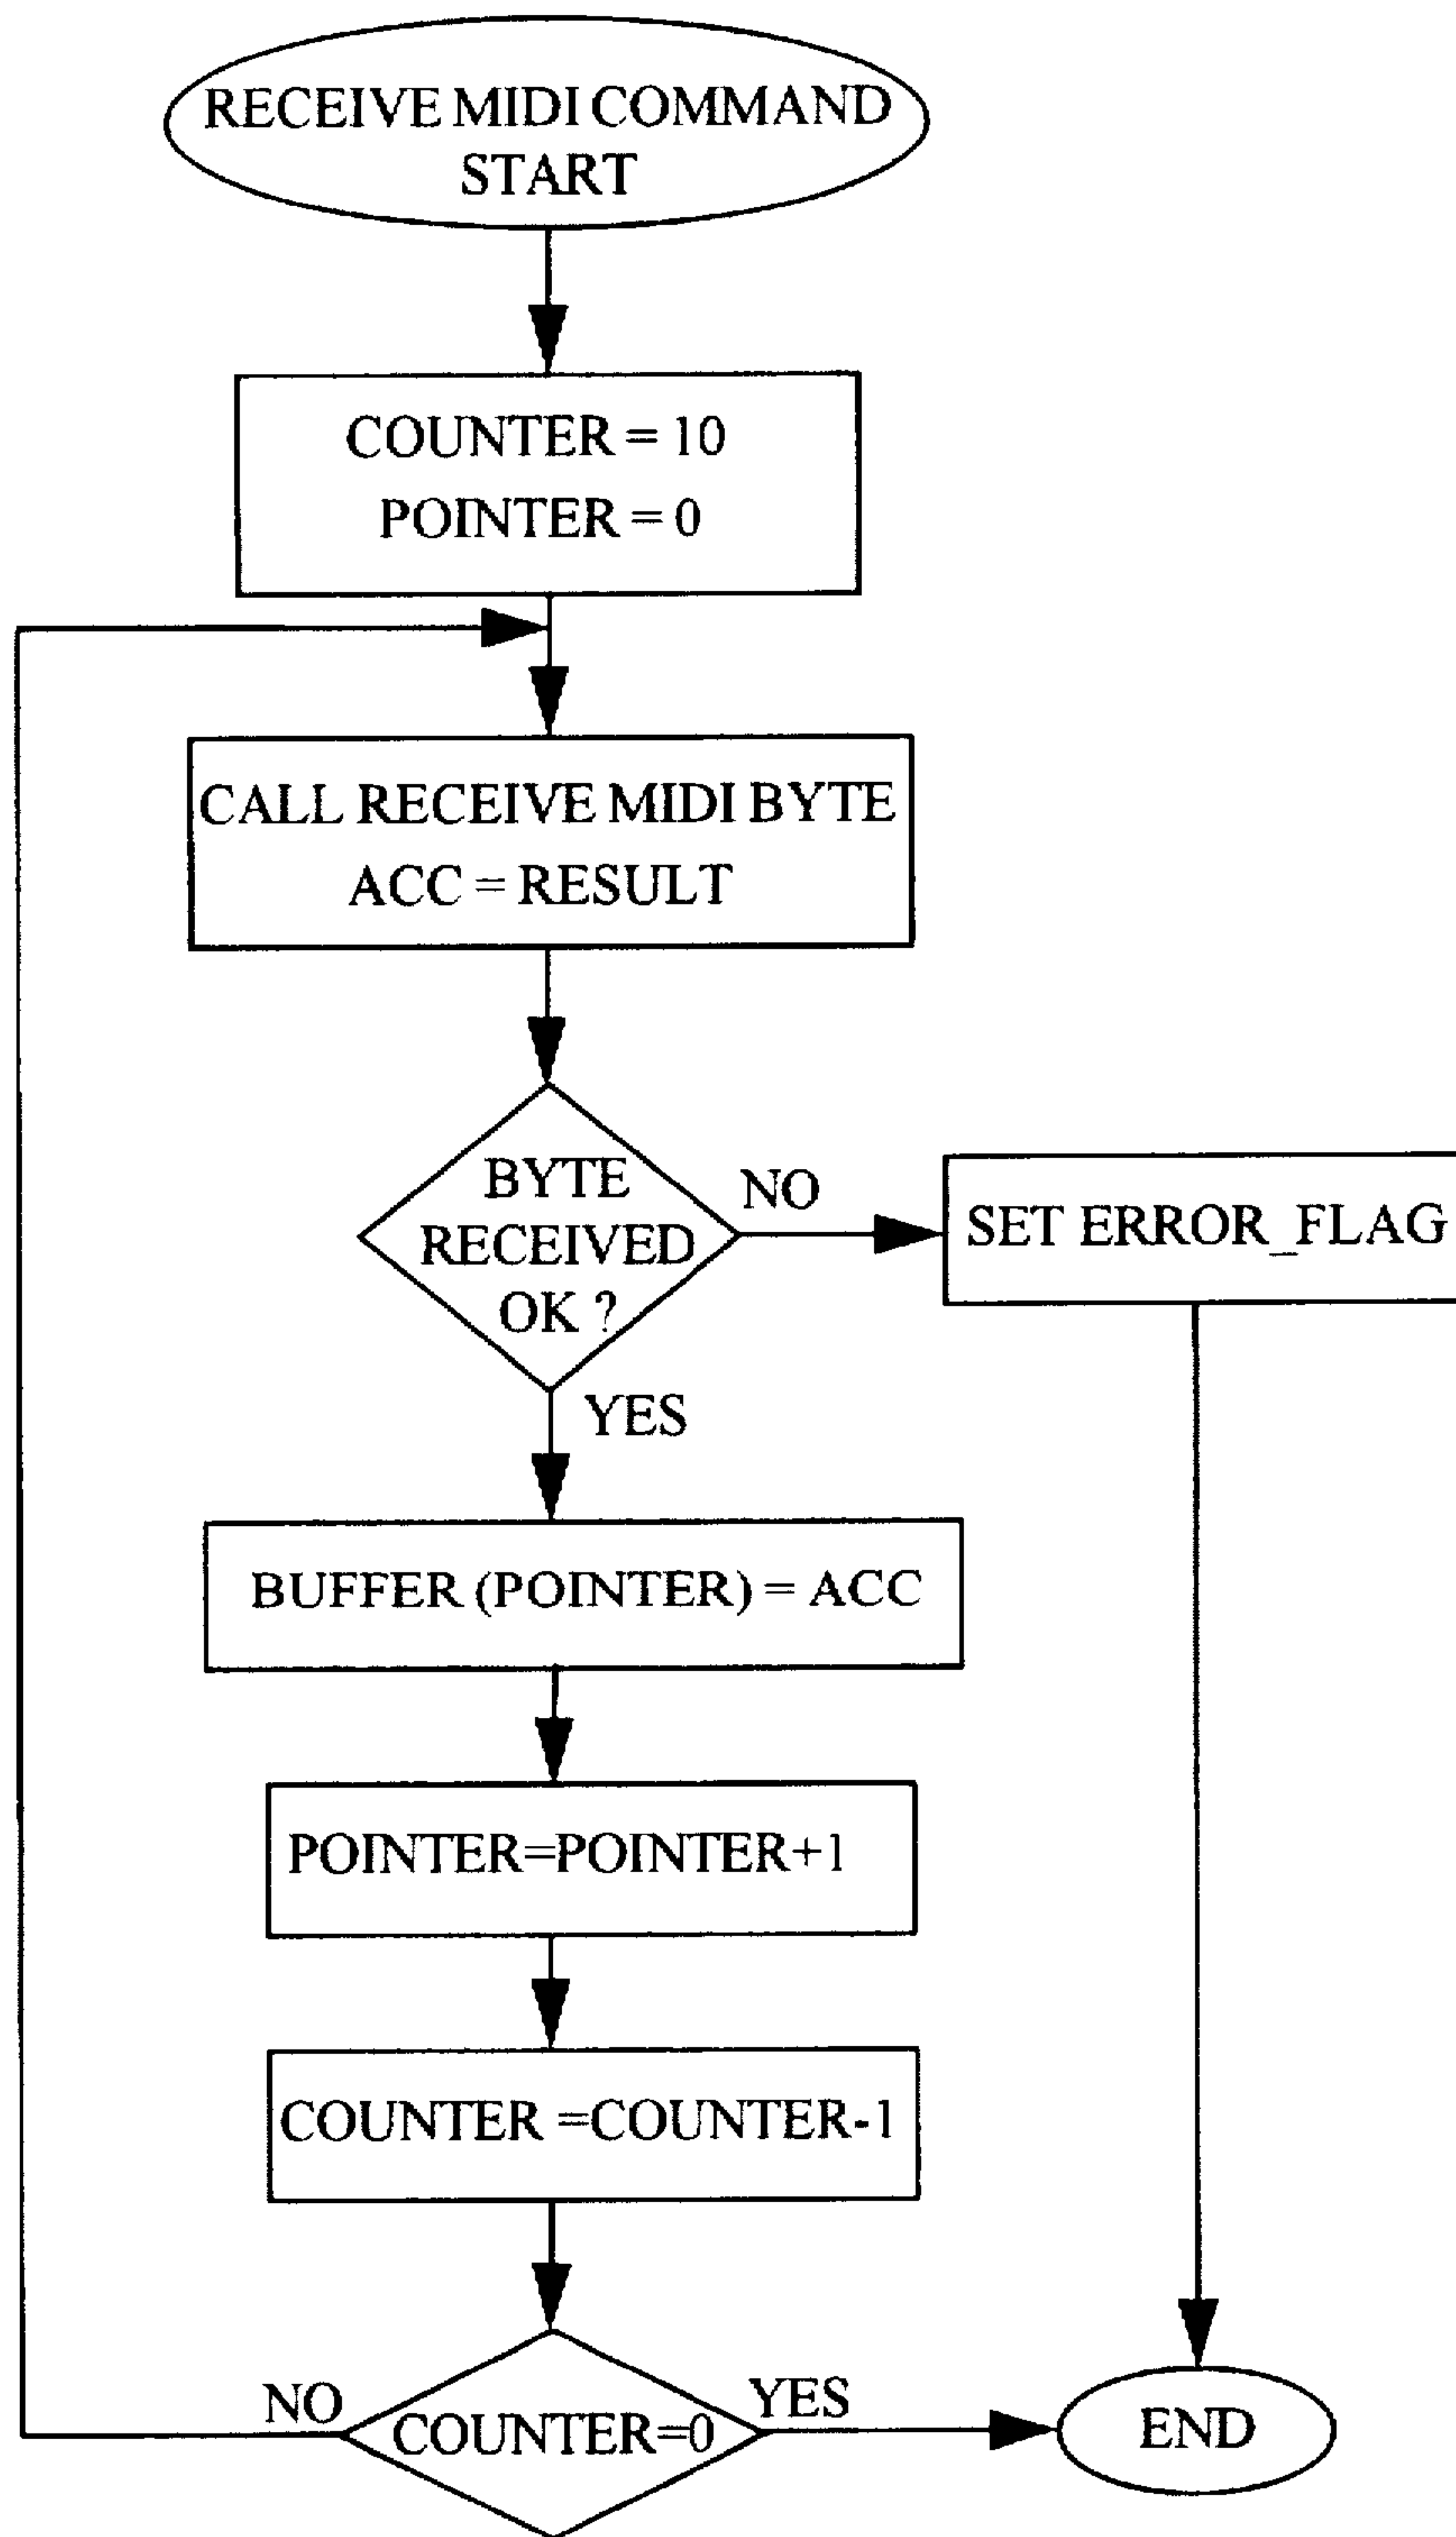 RECEIVE MIDI COMMAND
START
COUNTER = 10
POINTER = 0
CALL RECEIVE MIDI BYTE
ACC = RESULT
BYTE
RECEIVED
OK ?
NO
SET ERROR_FLAG
YES
BUFFER (POINTER) = ACC
POINTER=POINTER+1
COUNTER =COUNTER-1
NO
COUNTER=0
YES
END